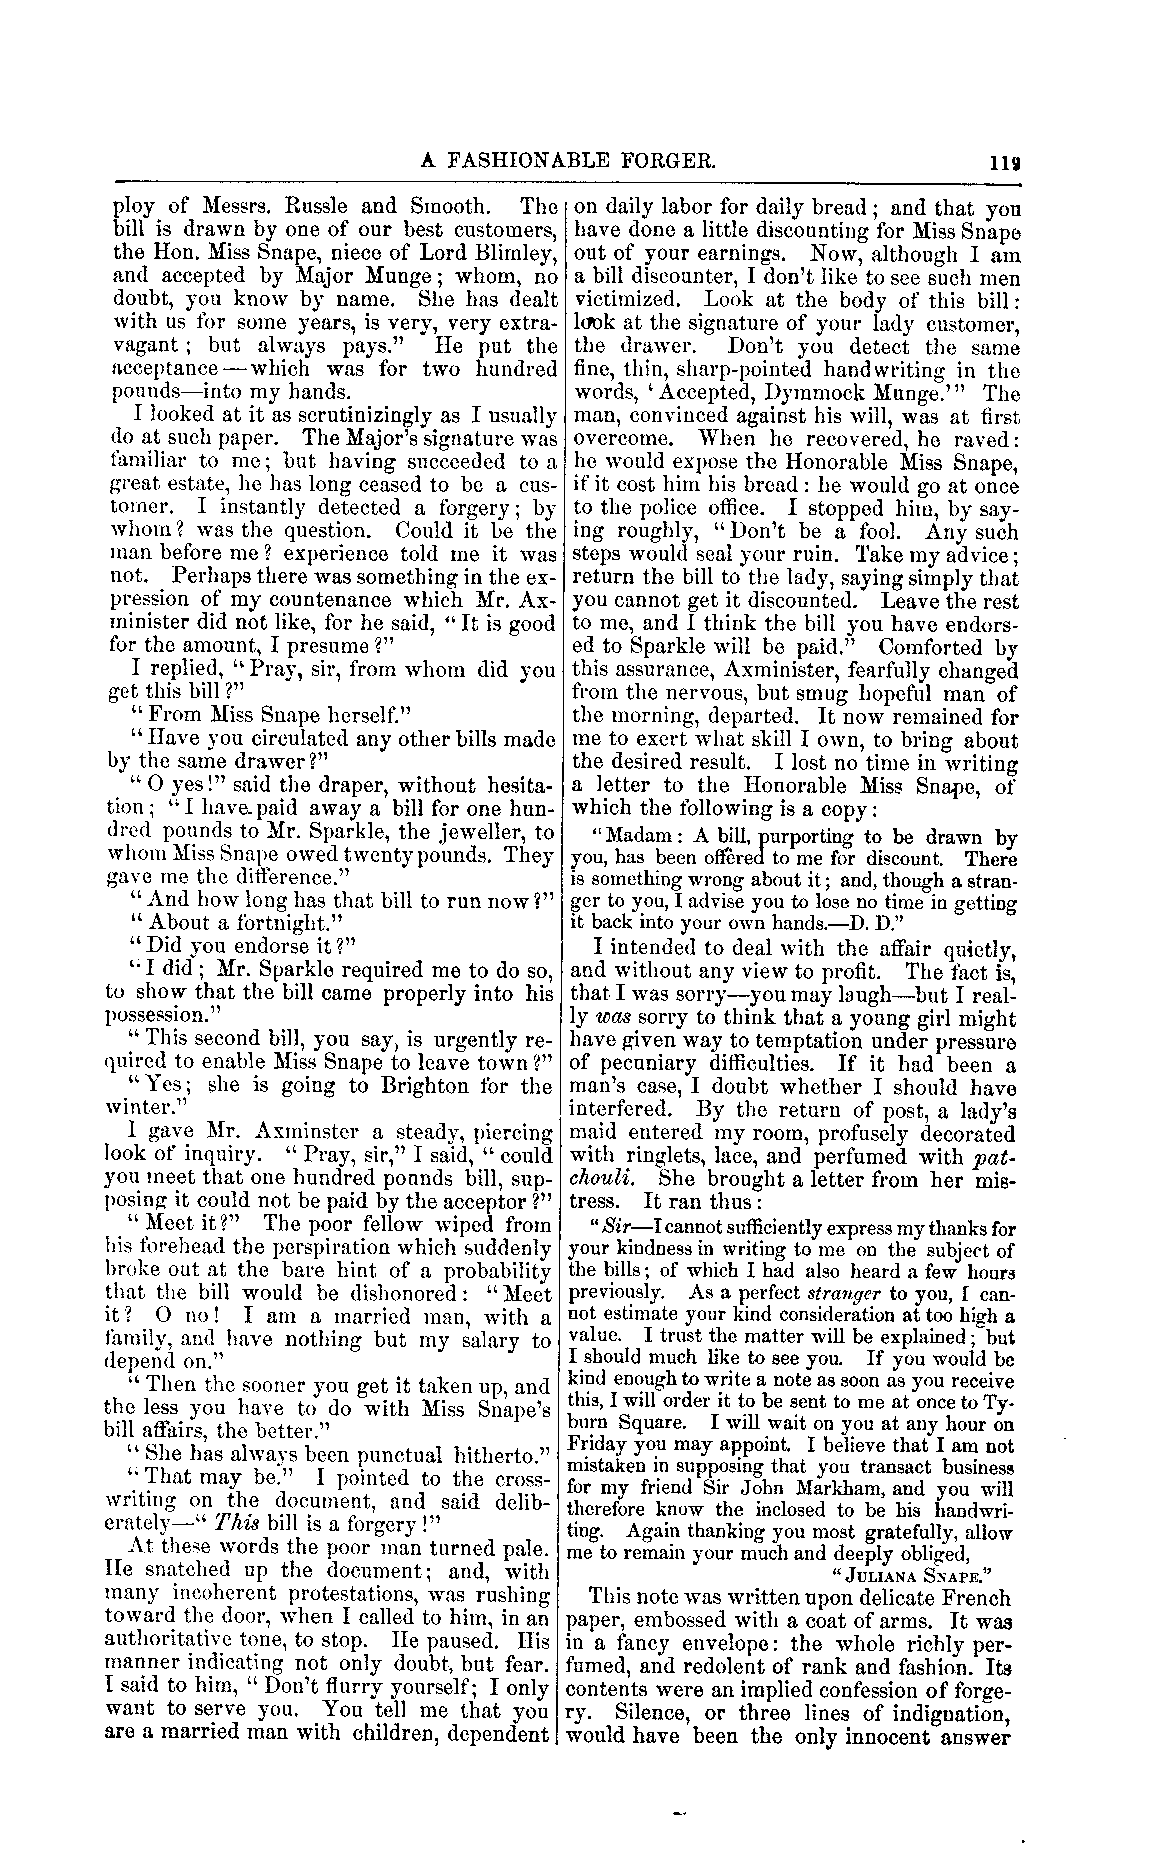 A FASHIONABLE FORGER.
119
ploy of Messrs. Russle and Smooth. The
bill is drawn by one of our best customers,
the Hon. Miss Snape, niece of Lord Blimley,
and accepted by Major Munge; whom, no
doubt, you know by name. She has dealt
with us for some years, is very, very extra-
vagant; but always pays." He put the
acceptance—which was for two hundred
pounds—into my hands.
I looked at it as scrutinizingly as I usually
do at such paper. The Major's signature was
familiar to me; but having succeeded to a
great estate, he has long ceased to be a cus-
tomer. I instantly detected a forgery; by
whom? was the question. Could it be the
man before me? experience told me it was
not. Perhaps there was something in the ex-
pression of my countenance which Mr. Ax-
minister did not like, for he said, "It is good
for the amount, I presume?"
I replied, "Pray, sir, from whom did you
get this bill?"
"From Miss Snape herself."
"Have you circulated any other bills made
by the same drawer?"
"O yes!" said the draper, without hesita-
tion; "I have paid away a bill for one hun-
dred pounds to Mr. Sparkle, the jeweller, to
whom Miss Snape owed twenty pounds. They
gave me the difference."
"And how long has that bill to run now?"
"About a fortnight."
"Did you endorse it?"
"I did; Mr. Sparkle required me to do so,
to show that the bill came properly into his
possession."
"This second bill, you say, is urgently re-
quired to enable Miss Snape to leave town?"
"Yes; she is going to Brighton for the
winter."
I gave Mr. Axminster a steady, piercing
look of inquiry. "Pray, sir," I said, "could
you meet that one hundred pounds bill, sup-
posing it could not be paid by the acceptor?"
"Meet it?" The poor fellow wiped from
his forehead the perspiration which suddenly
broke out at the bare hint of a probability
that the bill would be dishonored: "Meet
it? O no! I am a married man, with a
family, and have nothing but my salary to
depend on."
"Then the sooner you get it taken up, and
the less you have to do with Miss Snape's
bill affairs, the better."
"She has always been punctual hitherto."
"That may be." I pointed to the cross-
writing on the document, and said delib-
erately—"This bill is a forgery!"
At these words the poor man turned pale.
He snatched up the document; and, with
many incoherent protestations, was rushing
toward the door, when I called to him, in an
authoritative tone, to stop. He paused. His
manner indicating not only doubt, but fear.
I said to him, "Don't flurry yourself; I only
want to serve you. You tell me that you
are a married man with children, dependent
on daily labor for daily bread; and that you
have done a little discounting for Miss Snape
out of your earnings. Now, although I am
a bill discounter, I don't like to see such men
victimized. Look at the body of this bill:
look at the signature of your lady customer,
the drawer. Don't you detect the same
fine, thin, sharp-pointed handwriting in the
words, 'Accepted, Dymmock Munge.'" The
man, convinced against his will, was at first
overcome. When he recovered, he raved:
he would expose the Honorable Miss Snape,
if it cost him his bread: he would go at once
to the police office. I stopped him, by say-
ing roughly, "Don't be a fool. Any such
steps would seal your ruin. Take my advice;
return the bill to the lady, saying simply that
you cannot get it discounted. Leave the rest
to me, and I think the bill you have endors-
ed to Sparkle will be paid." Comforted by
this assurance, Axminister, fearfully changed
from the nervous, but smug hopeful man of
the morning, departed. It now remained for
me to exert what skill I own, to bring about
the desired result. I lost no time in writing
a letter to the Honorable Miss Snape, of
which the following is a copy:
"Madam: A bill, purporting to be drawn by
you, has been offered to me for discount. There
is something wrong about it; and, though a stran-
ger to you, I advise you to lose no time in getting
it back into your own hands.—D. D."
I intended to deal with the affair quietly,
and without any view to profit. The fact is,
that I was sorry—you may laugh—but I real-
ly was sorry to think that a young girl might
have given way to temptation under pressure
of pecuniary difficulties. If it had been a
man's case, I doubt whether I should have
interfered. By the return of post, a lady's
maid entered my room, profusely decorated
with ringlets, lace, and perfumed with pat-
chouli. She brought a letter from her mis-
tress. It ran thus:
"Sir—I cannot sufficiently express my thanks for
your kindness in writing to me on the subject of
the bills; of which I had also heard a few hours
previously. As a perfect stranger to you, I can-
not estimate your kind consideration at too high a
value. I trust the matter will be explained; but
I should much like to see you. If you would be
kind enough to write a note as soon as you receive
this, I will order it to be sent to me at once to Ty-
burn Square. I will wait on you at any hour on
Friday you may appoint. I believe that I am not
mistaken in supposing that you transact business
for my friend Sir John Markham, and you will
therefore know the inclosed to be his handwri-
ting. Again thanking you most gratefully, allow
me to remain your much and deeply obliged,
"JULIANA SNAPE."
This note was written upon delicate French
paper, embossed with a coat of arms. It was
in a fancy envelope: the whole richly per-
fumed, and redolent of rank and fashion. Its
contents were an implied confession of forge-
ry. Silence, or three lines of indignation,
would have been the only innocent answer